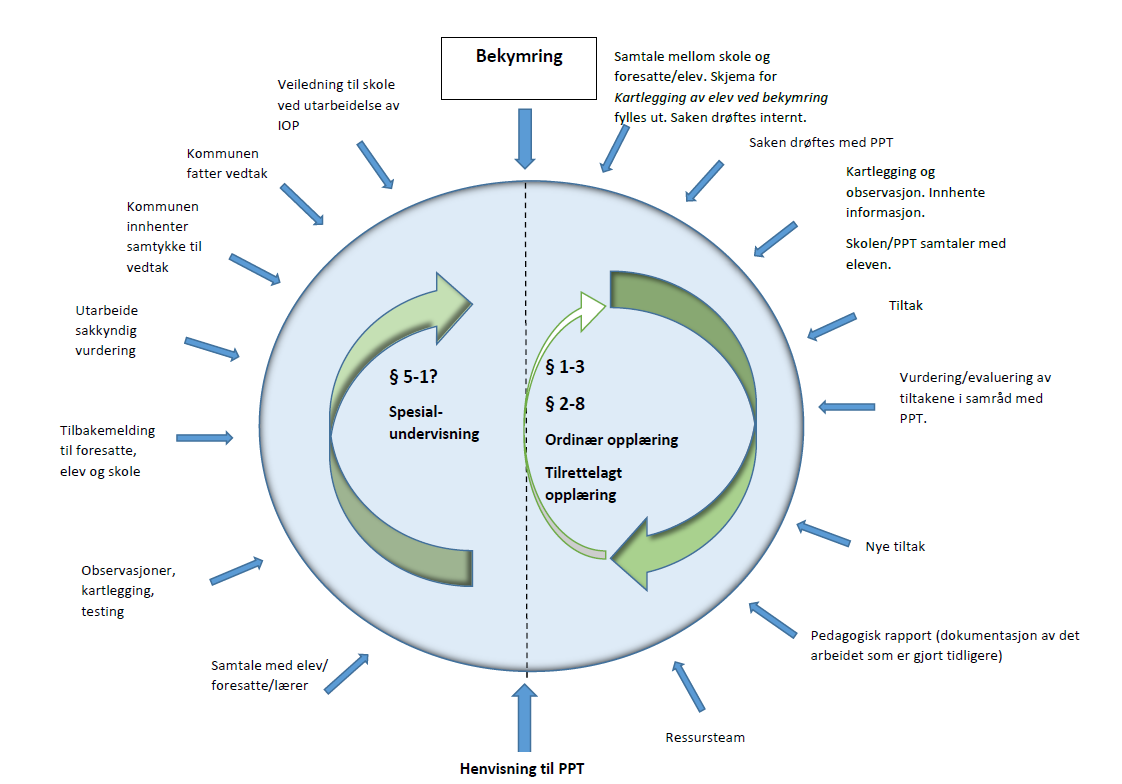 Bekymring
Samtale mellom skole og
foresatte/elev. Skjema for
Kartlegging av elev ved bekymring
fylles ut. Saken drøftes internt.
Saken drøftes med PPT
Kartlegging og
observasjon. Innhente
informasjon.
Skolen/PPT samtaler med
eleven.
Tiltak
Vurdering/evaluering av
tiltakene i samråd med
PPT.
Nye tiltak
Pedagogisk rapport (dokumentasjon av det
arbeidet som er gjort tidligere)
Ressursteam
Henvisning til PPT
Samtale med elev/
foresatte/lærer
Observasjoner,
kartlegging,
testing
Tilbakemelding
til foresatte,
elev og skole
Utarbeide
sakkyndig
vurdering
Kommunen
innhenter
samtykke til
vedtak
Kommunen
fatter vedtak
Veiledning til skole
ved utarbeidelse av
IOP
§ 5-1?
Spesial-
undervisning
§ 1-3
§ 2-8
Ordinær opplæring
Tilrettelagt
opplæring